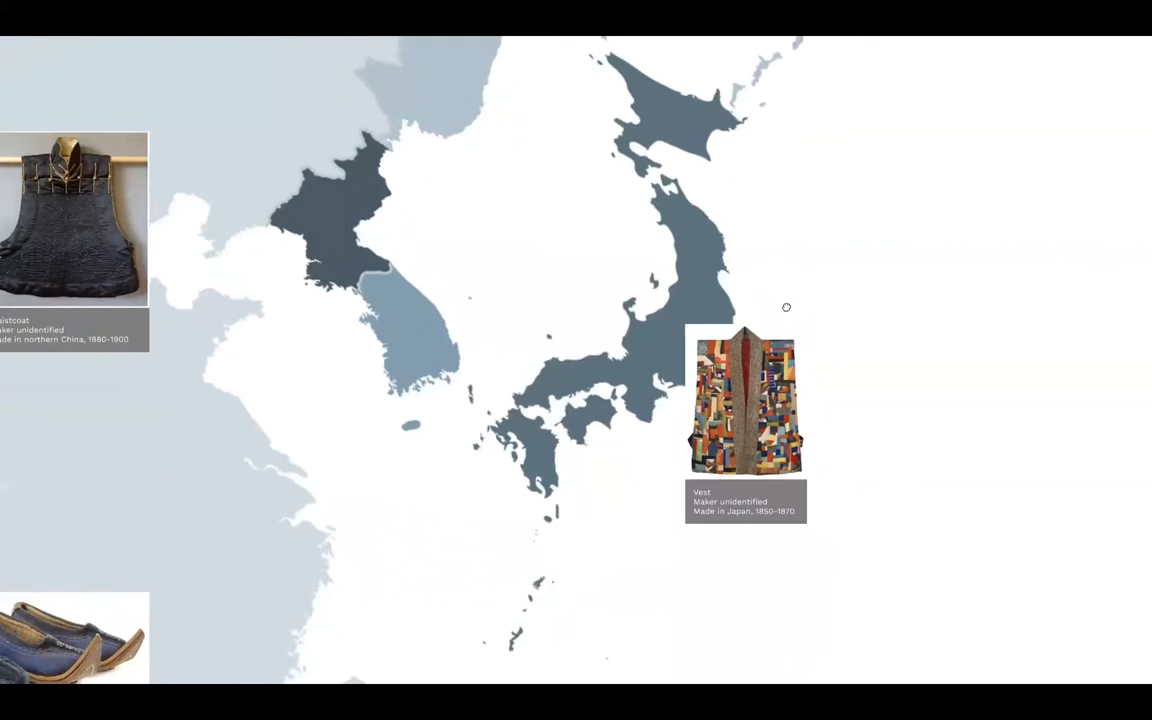 aistcoat
aker unidentified
ade in northern China, 1880-1900
Vest
Maker unidentified
Made in Japan, 1850-1870